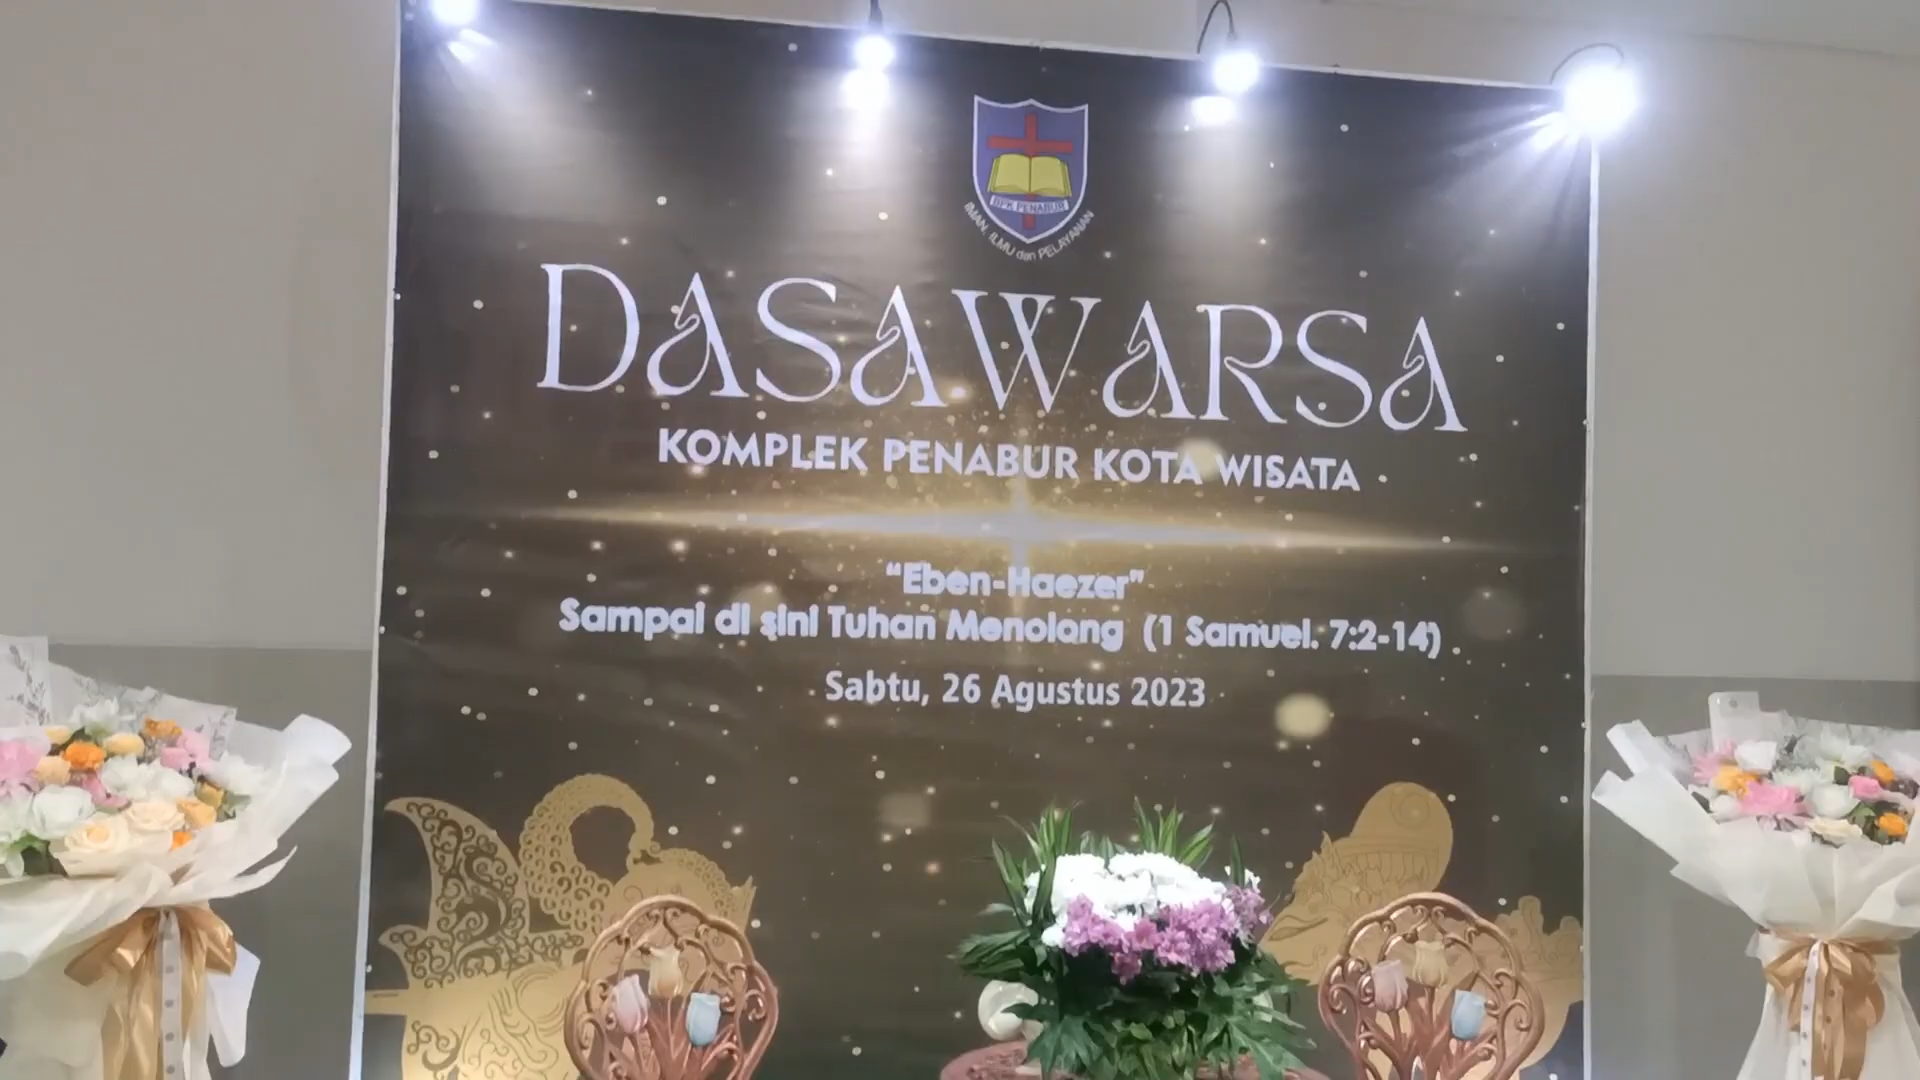 BPK PENABUR
IMAN, ILMU dan PELAYANAN
DASAWARSA
KOMPLEK PENABUR KOTA WISATA
“Eben-Haezer”
Sampai di sini Tuhan Menolong (1 Samuel. 7:2-14)
Sabtu, 26 Agustus 2023